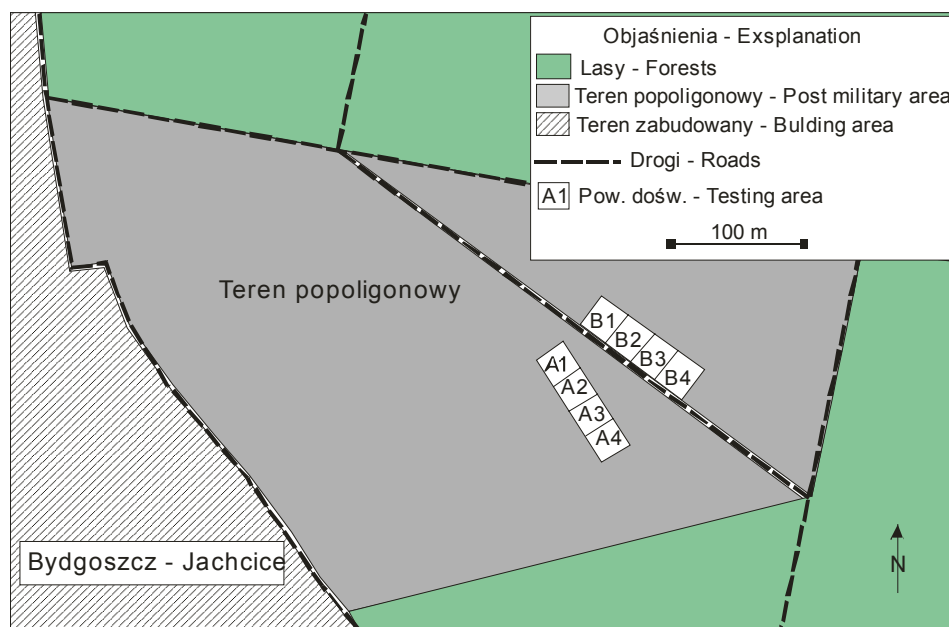 Objaśnienia - Exsplanation
Lasy - Forests
Teren popoligonowy - Post military area
Teren zabudowany - Bulding area
Drogi - Roads
A1 Pow. dośw. - Testing area
100 m
Teren popoligonowy
B1
B2
B3
B4
A1
A2
A3
A4
Bydgoszcz - Jachcice
N